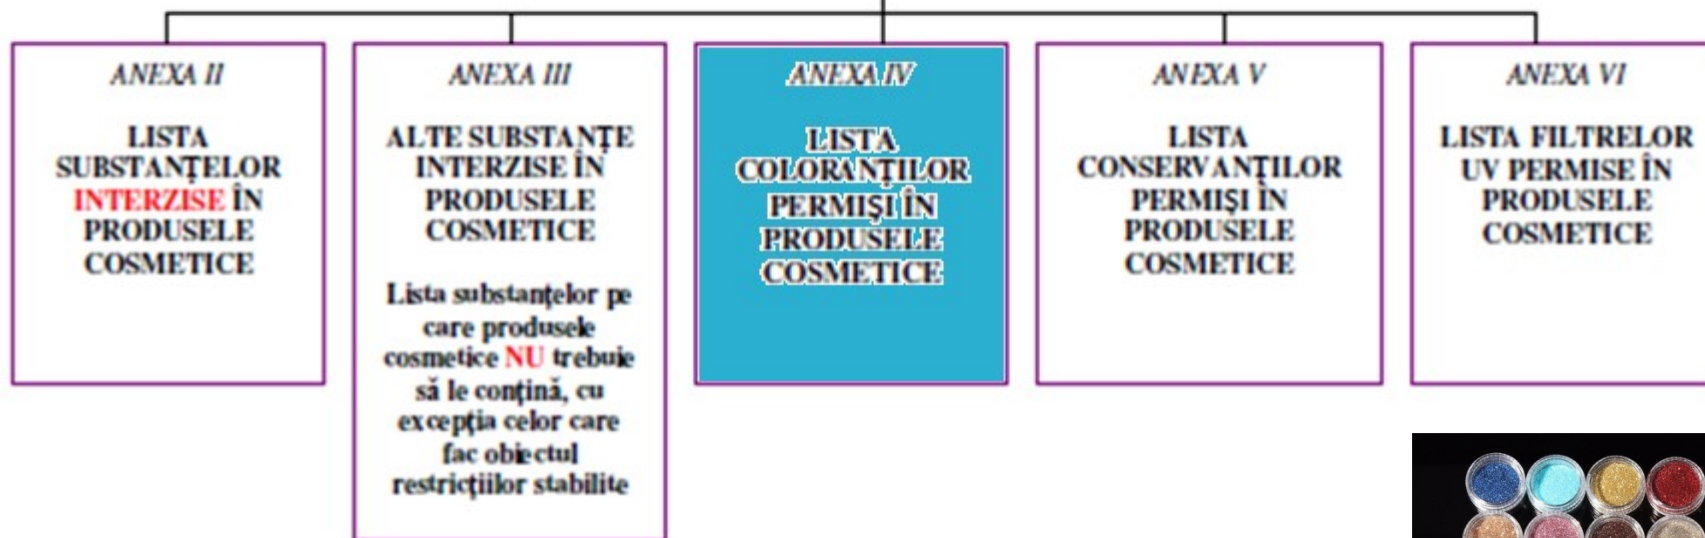 ANEXA II
LISTA
SUBSTANȚELOR
INTERZISE ÎN
PRODUSELE
COSMETICE
ANEXA III
ALTE SUBSTANȚE
INTERZISE ÎN
PRODUSELE
COSMETICE
Lista substanțelor pe
care produsele
cosmetice NU trebuie
să le conțină, cu
excepția celor care
fac obiectul
restricțiilor stabilite
ANEXA IV
LISTA
COLORANȚILOR
PERMIȘI ÎN
PRODUSELE
COSMETICE
ANEXA V
LISTA
CONSERVANȚILOR
PERMIȘI ÎN
PRODUSELE
COSMETICE
ANEXA VI
LISTA FILTRELOR
UV PERMISE ÎN
PRODUSELE
COSMETICE